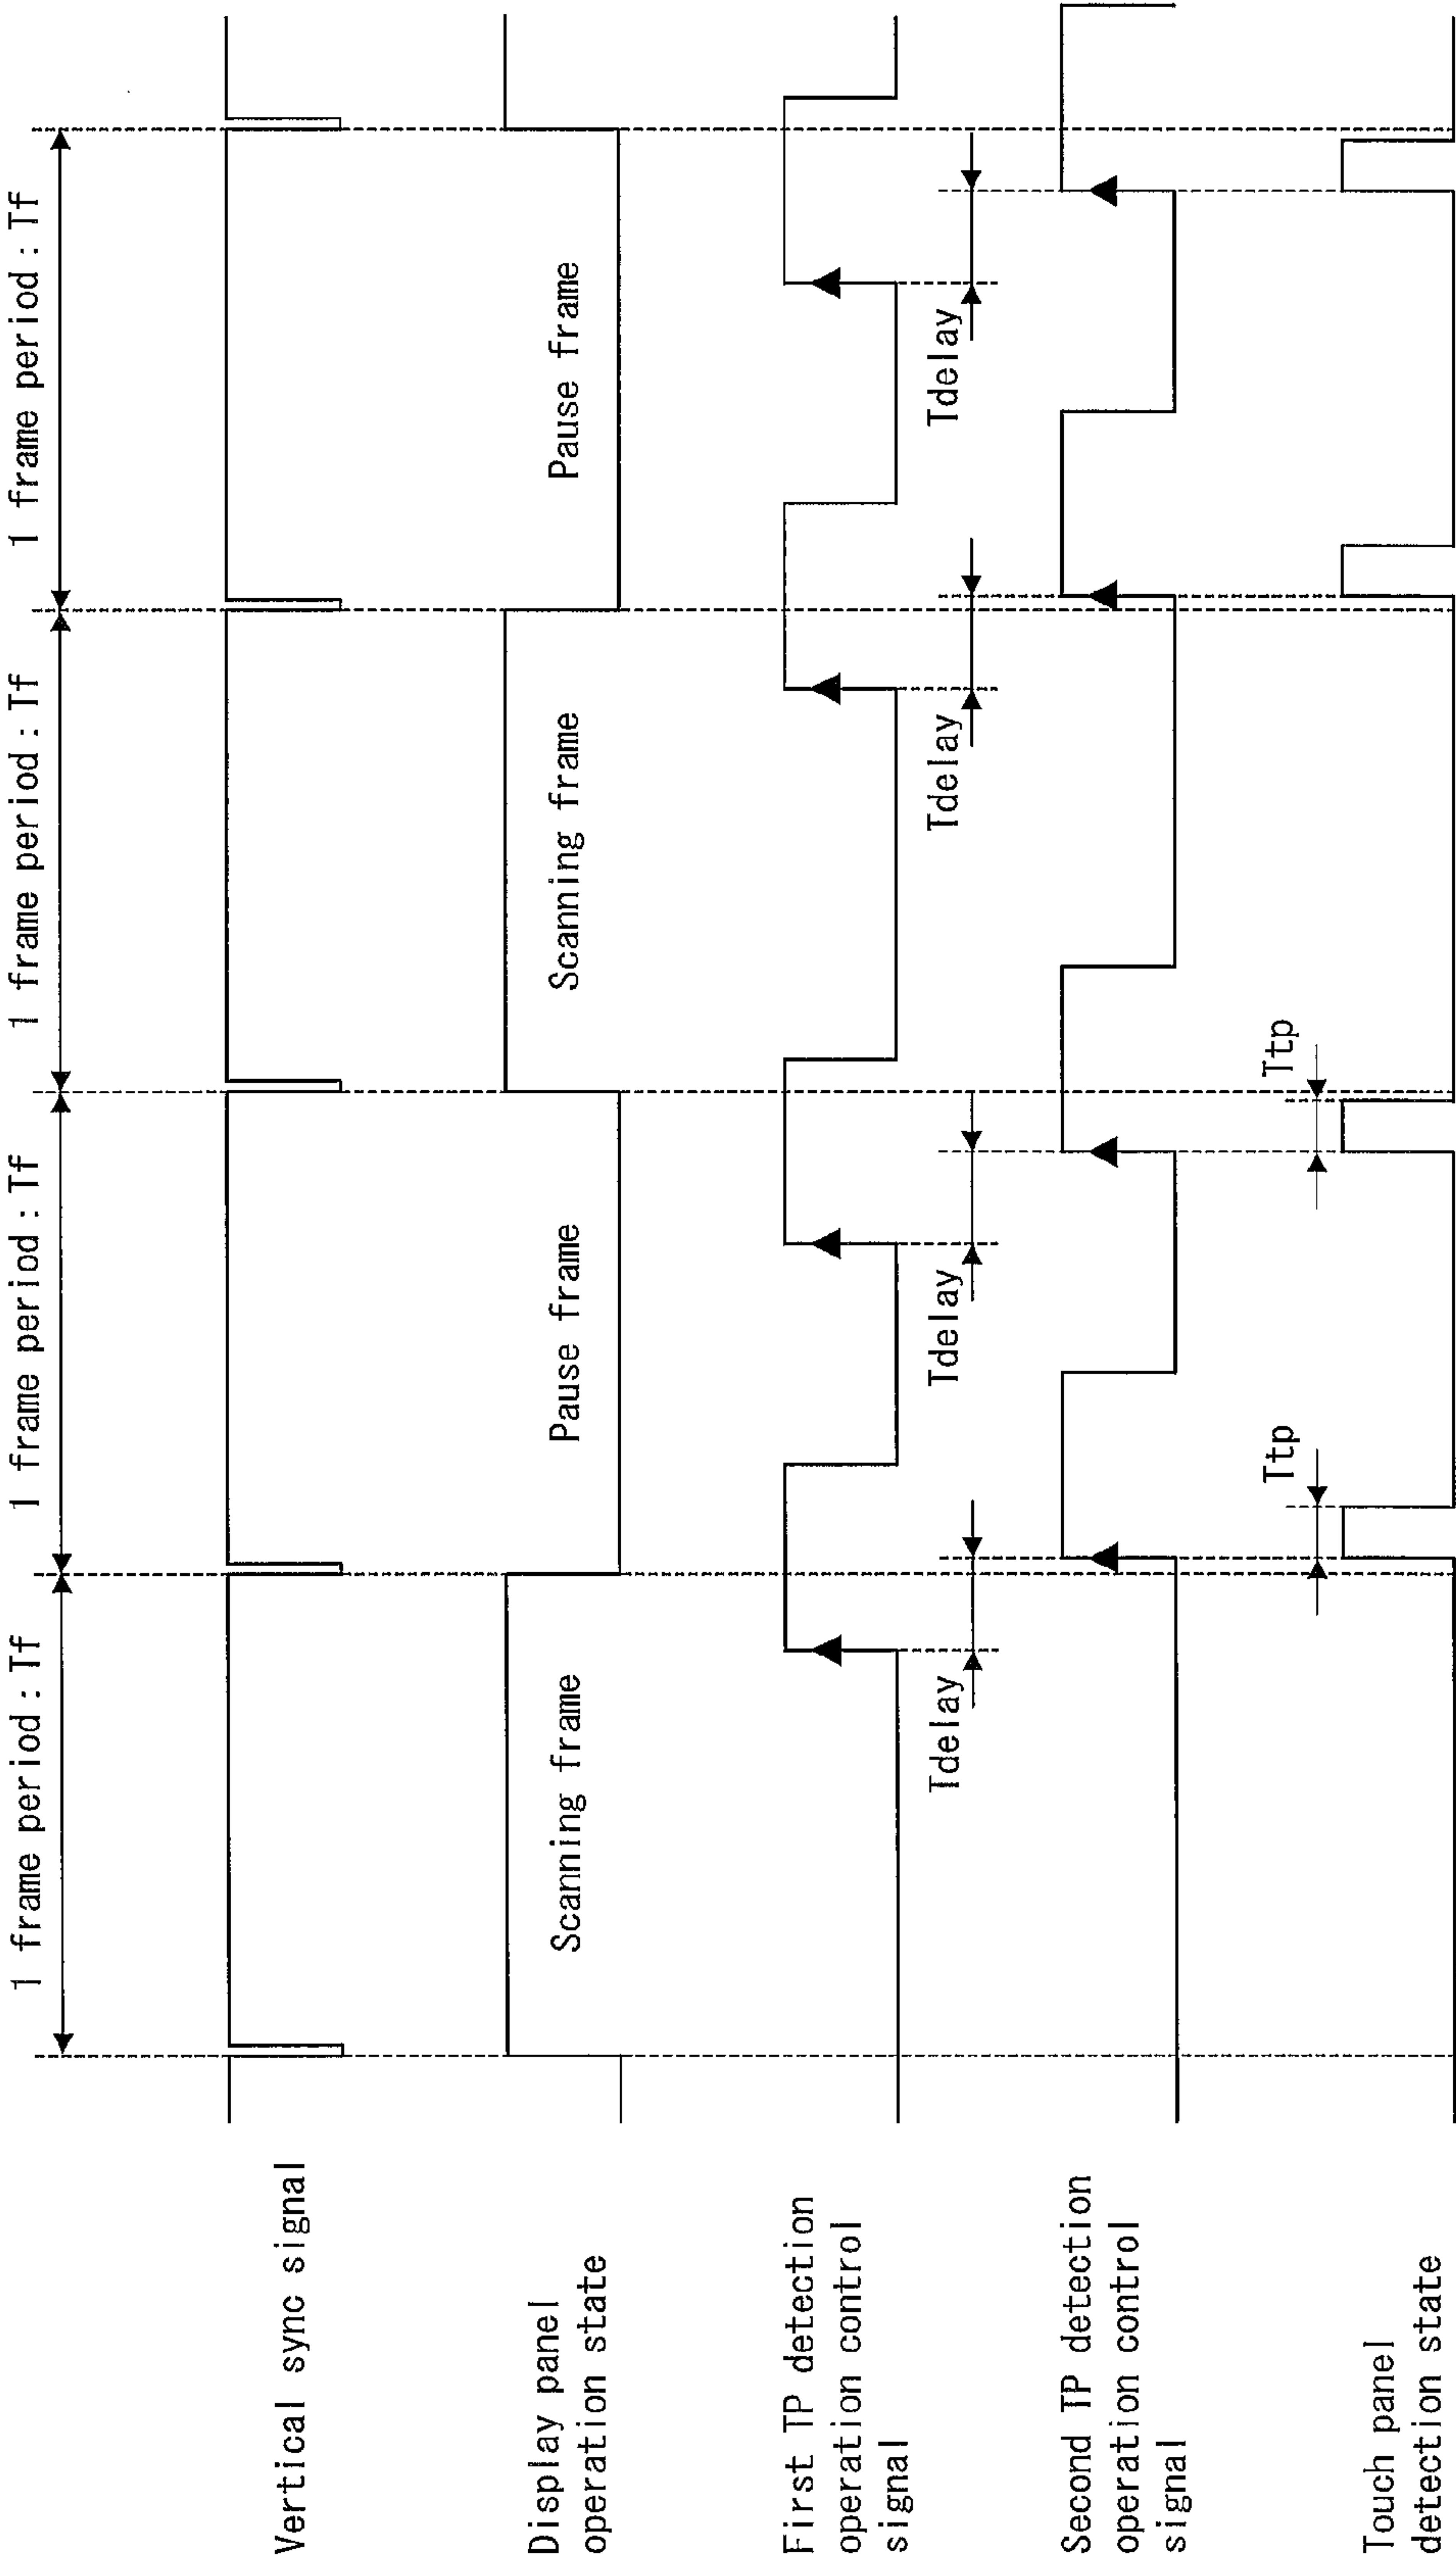 1 frame period : Tf
1 frame period : Tf
1 frame period : Tf
1 frame period : Tf
Vertical sync signal
Display panel
operation state
Scanning frame
Pause frame
Scanning frame
Pause frame
First TP detection
operation control
signal
Tdelay
Tdelay
Tdelay
Tdelay
Second TP detection
operation control
signal
Ttp
Ttp
Touch panel
detection state